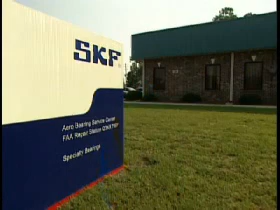 SKF
Aero Bearing Service Center
FAA Repair Station
Specialty Bearings